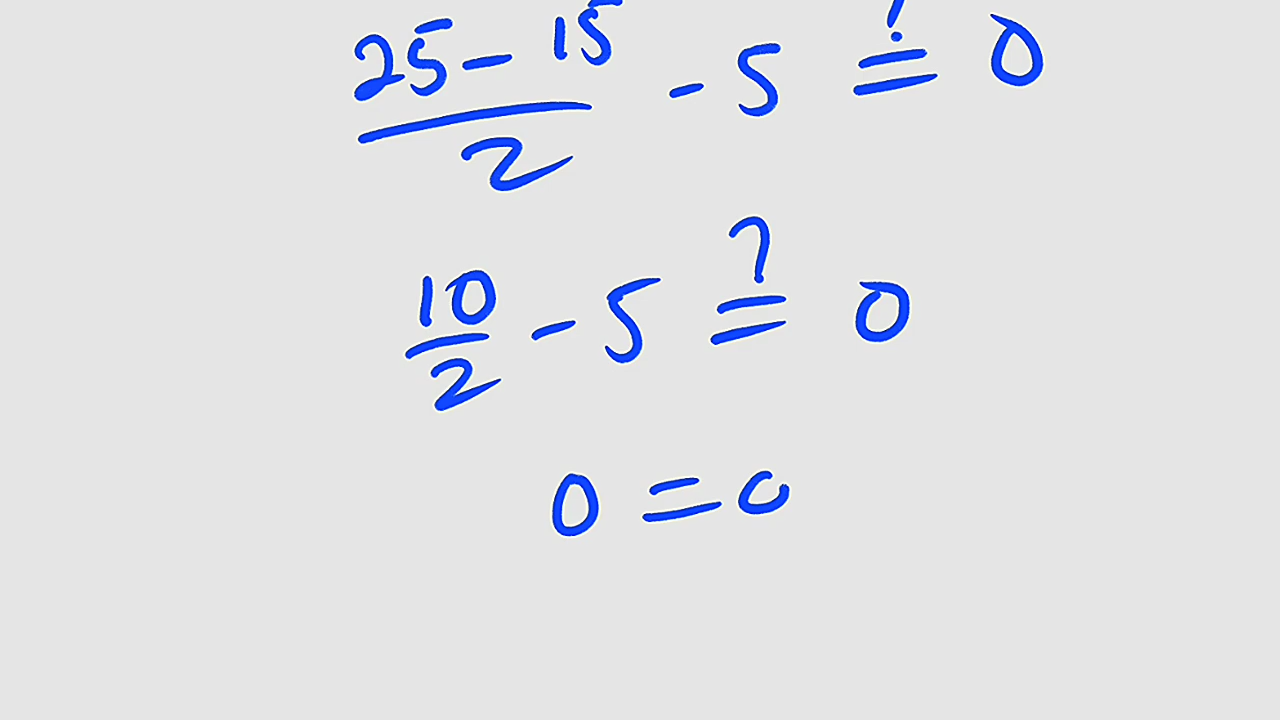 25 - 15
—
2 - 5 ≟ 0
10/2 - 5 ≟ 0
0 = 0